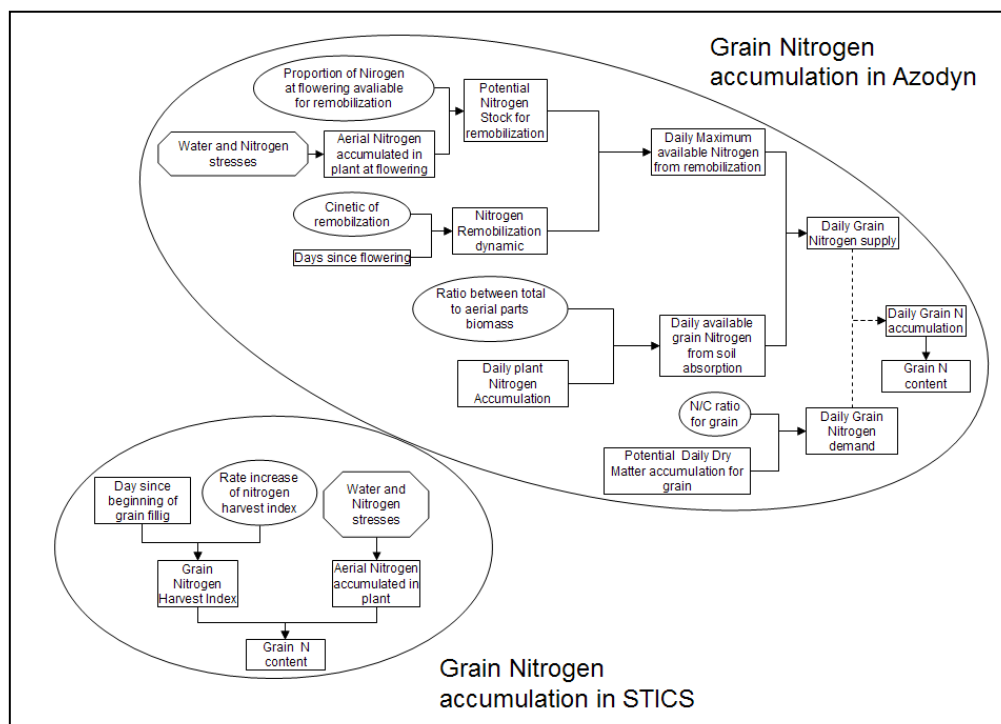 Grain Nitrogen
accumulation in Azodyn
Proportion of Nirogen
at flowering avaliable
for remobilization
Potential
Nitrogen
Stock for
remobilization
Water and Nitrogen
stresses
Aerial Nitrogen
accumulated in
plant at flowering
Daily Maximum
available Nitrogen
from remobilization
Cinetic of
remobilzation
Days since flowering
Nitrogen
Remobilization
dynamic
Daily Grain
Nitrogen supply
Ratio between total
to aerial parts
biomass
Daily plant
Nitrogen
Accumulation
Daily available
grain Nitrogen
from soil
absorption
Daily Grain N
accumulation
Grain N
content
N/C ratio
for grain
Potential Daily Dry
Matter accumulation for
grain
Daily Grain
Nitrogen
demand
Day since
beginning of
grain fillig
Rate increase
of nitrogen
harvest index
Water and
Nitrogen
stresses
Grain
Nitrogen
Harvest Index
Aerial Nitrogen
accumulated in
plant
Grain N
content
Grain Nitrogen
accumulation in STICS